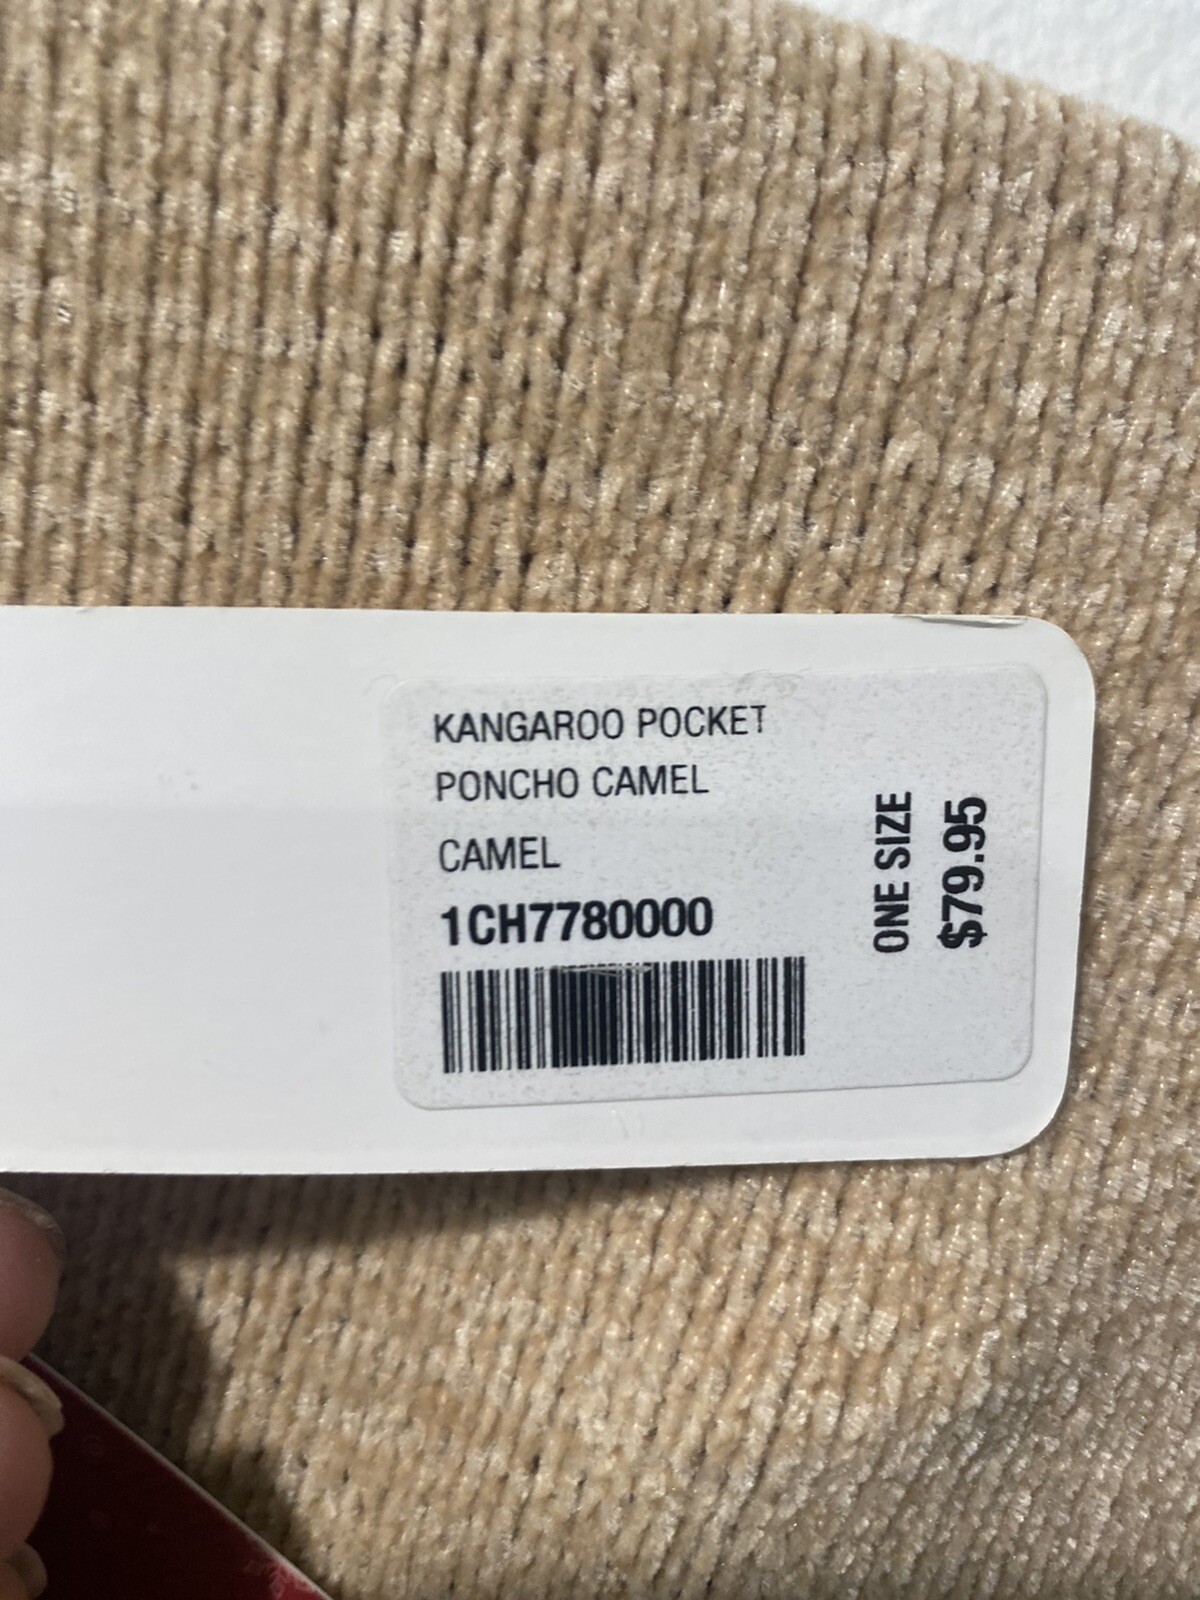 KANGAROO POCKET
PONCHO CAMEL
CAMEL
1CH7780000
ONE SIZE
$79.95